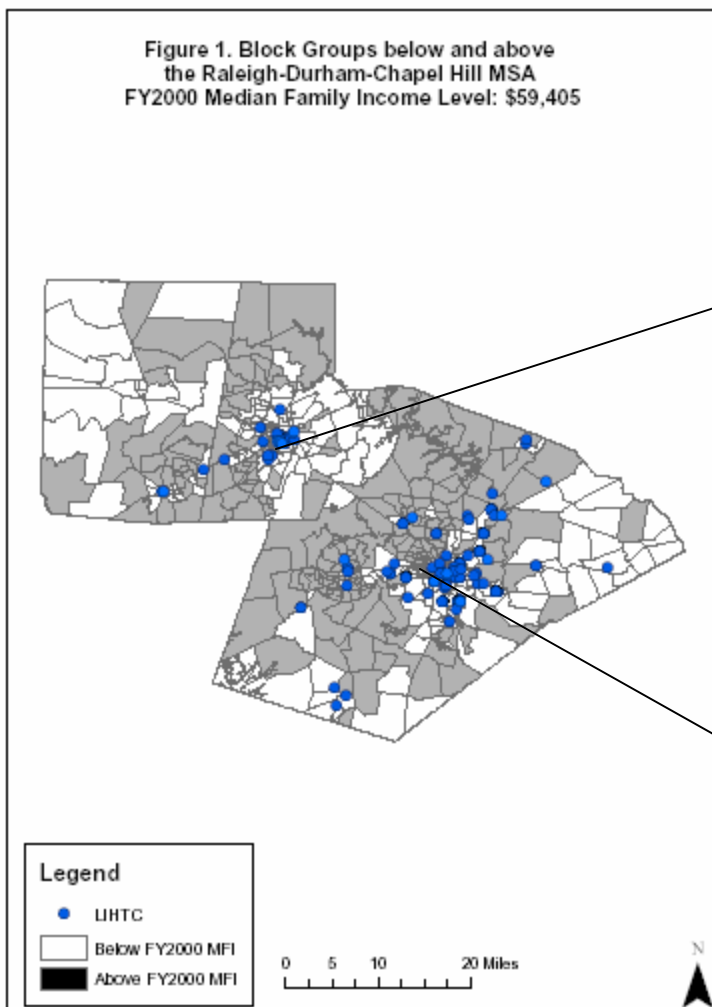 Figure 1. Block Groups below and above
the Raleigh-Durham-Chapel Hill MSA
FY2000 Median Family Income Level: $59,405
Legend
LIHTC
Below FY2000 MFI
Above FY2000 MFI
0 5 10 20 Miles
N